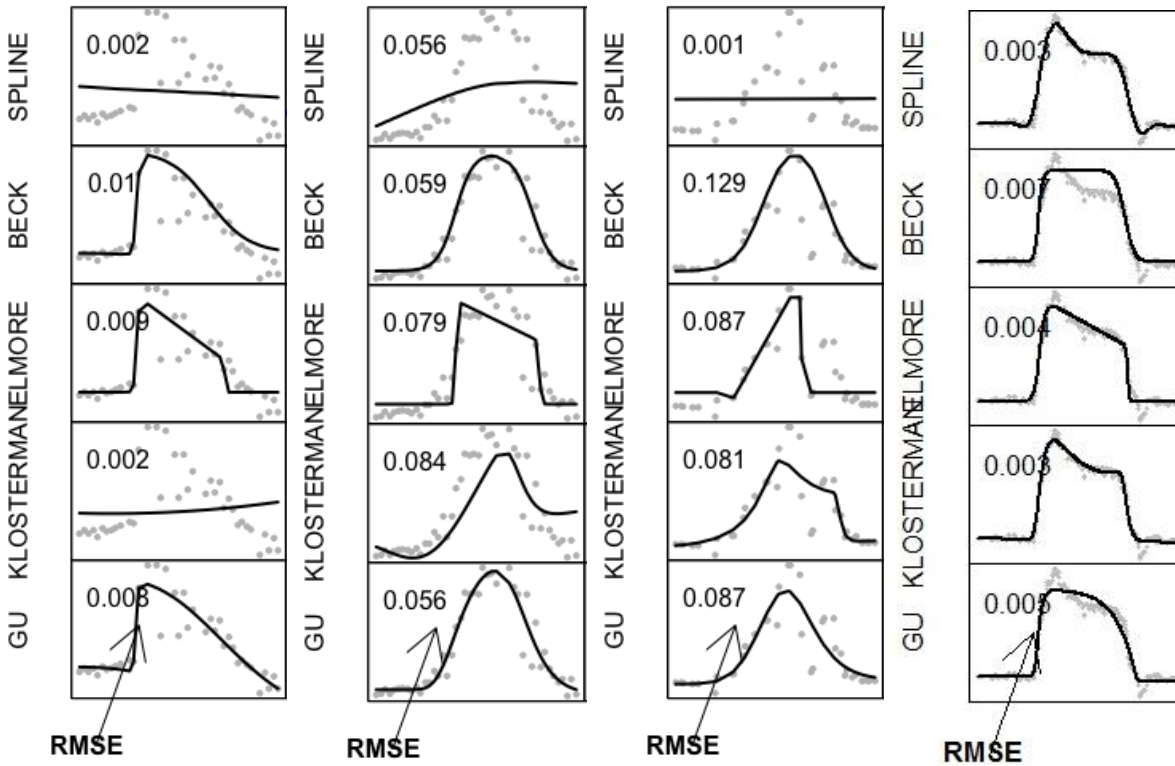 SPLINE
0.002
BECK
0.01
ELMORE
0.009
KLOSTERMAN
0.002
GU
0.008
RMSE
SPLINE
0.056
BECK
0.059
ELMORE
0.079
KLOSTERMAN
0.084
GU
0.056
RMSE
SPLINE
0.001
BECK
0.129
ELMORE
0.087
KLOSTERMAN
0.081
GU
0.087
RMSE
SPLINE
0.003
BECK
0.007
ELMORE
0.004
KLOSTERMAN
0.003
GU
0.005
RMSE